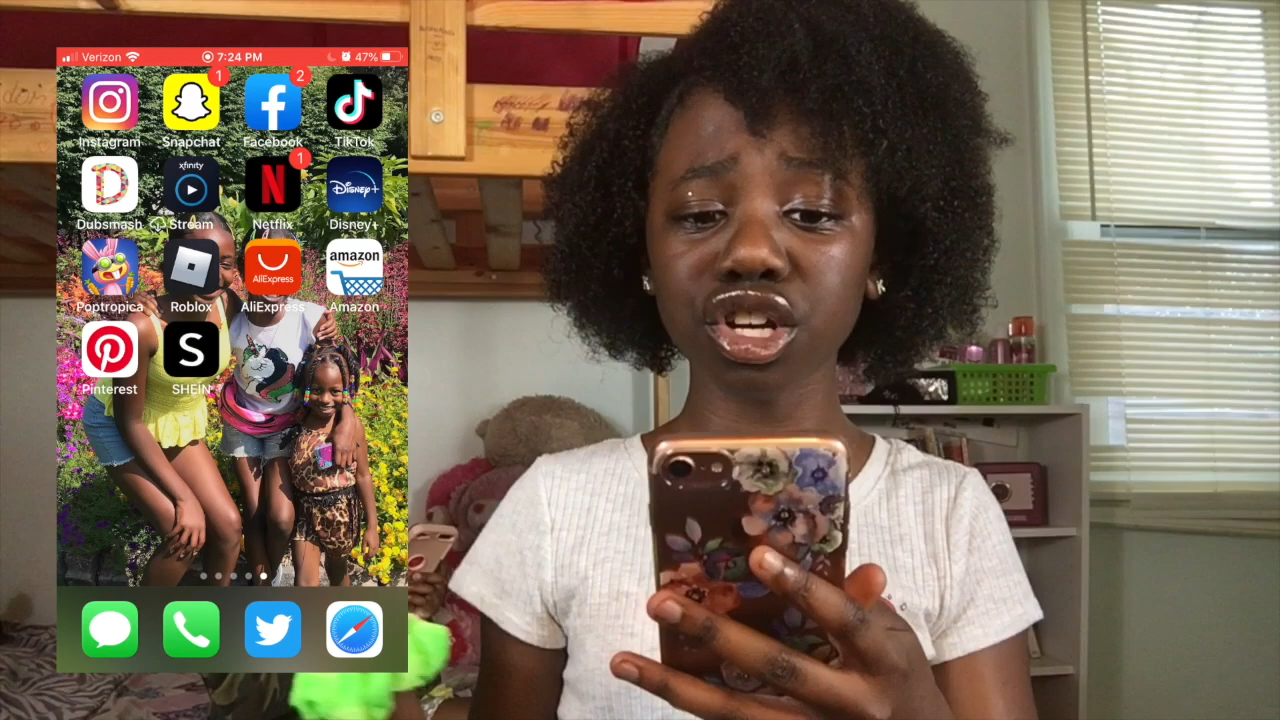 Verizon 7:24 PM 47%
1 2
Instagram Snapchat Facebook TikTok
xfinity 1
Disney+
Dubsmash Stream Netflix Disney+
AliExpress amazon
Poptropica Roblox AliExpress Amazon
S
Pinterest SHEIN